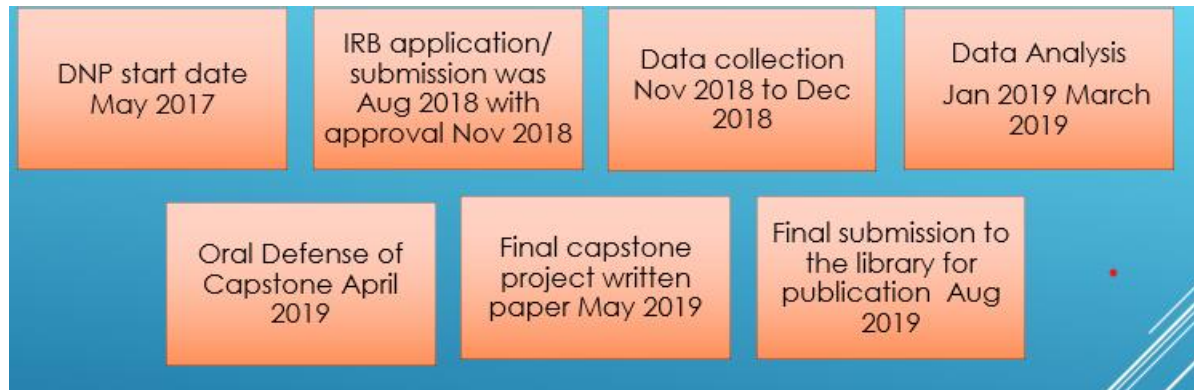 DNP start date
May 2017
IRB application/
submission was
Aug 2018 with
approval Nov 2018
Data collection
Nov 2018 to Dec
2018
Data Analysis
Jan 2019 March
2019
Oral Defense of
Capstone April
2019
Final capstone
project written
paper May 2019
Final submission to
the library for
publication Aug
2019